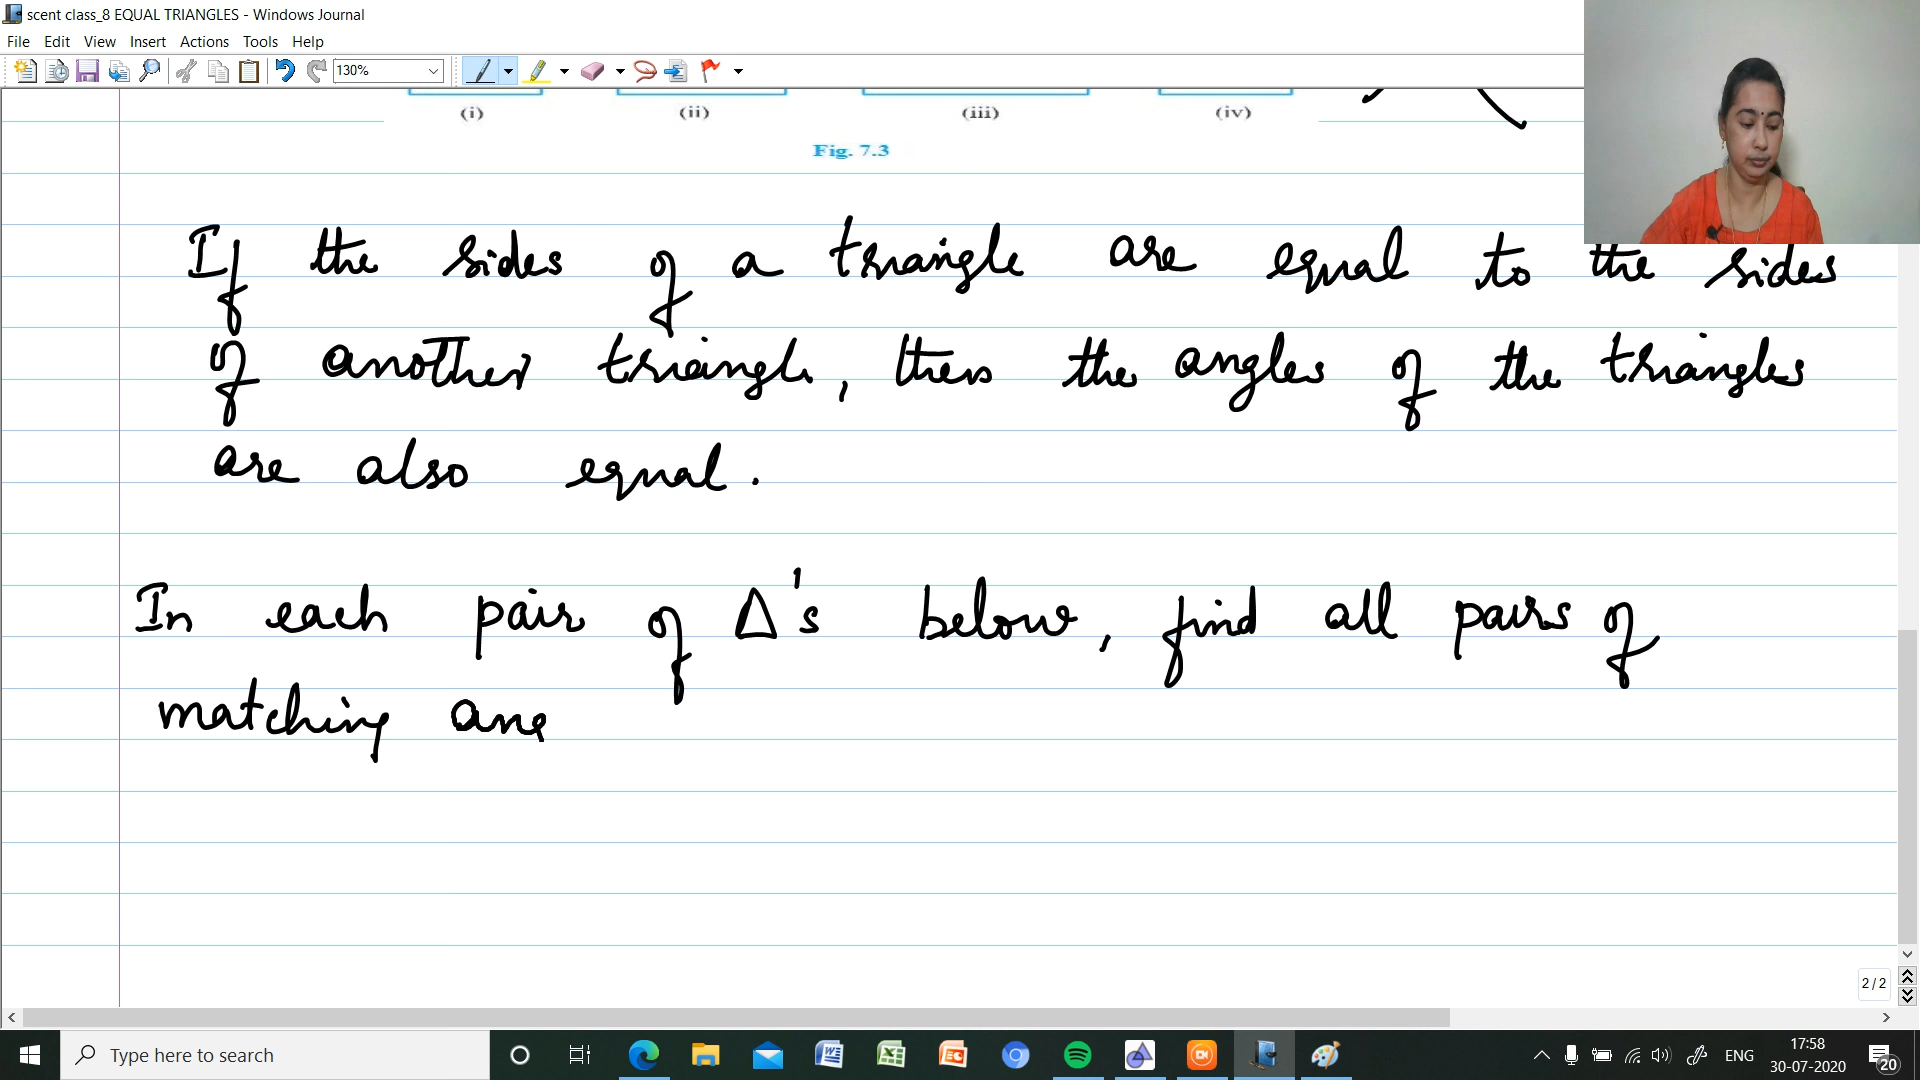 scent class_8 EQUAL TRIANGLES - Windows Journal
File Edit View Insert Actions Tools Help
130%
(i) (ii) (iii) (iv)
Fig. 7.3
If the sides of a triangle are equal to the sides
of another triangle, then the angles of the triangles
are also equal.
In each pair of Δ's below, find all pairs of
matching ang
2 / 2
Type here to search
ENG
17:58
30-07-2020
20